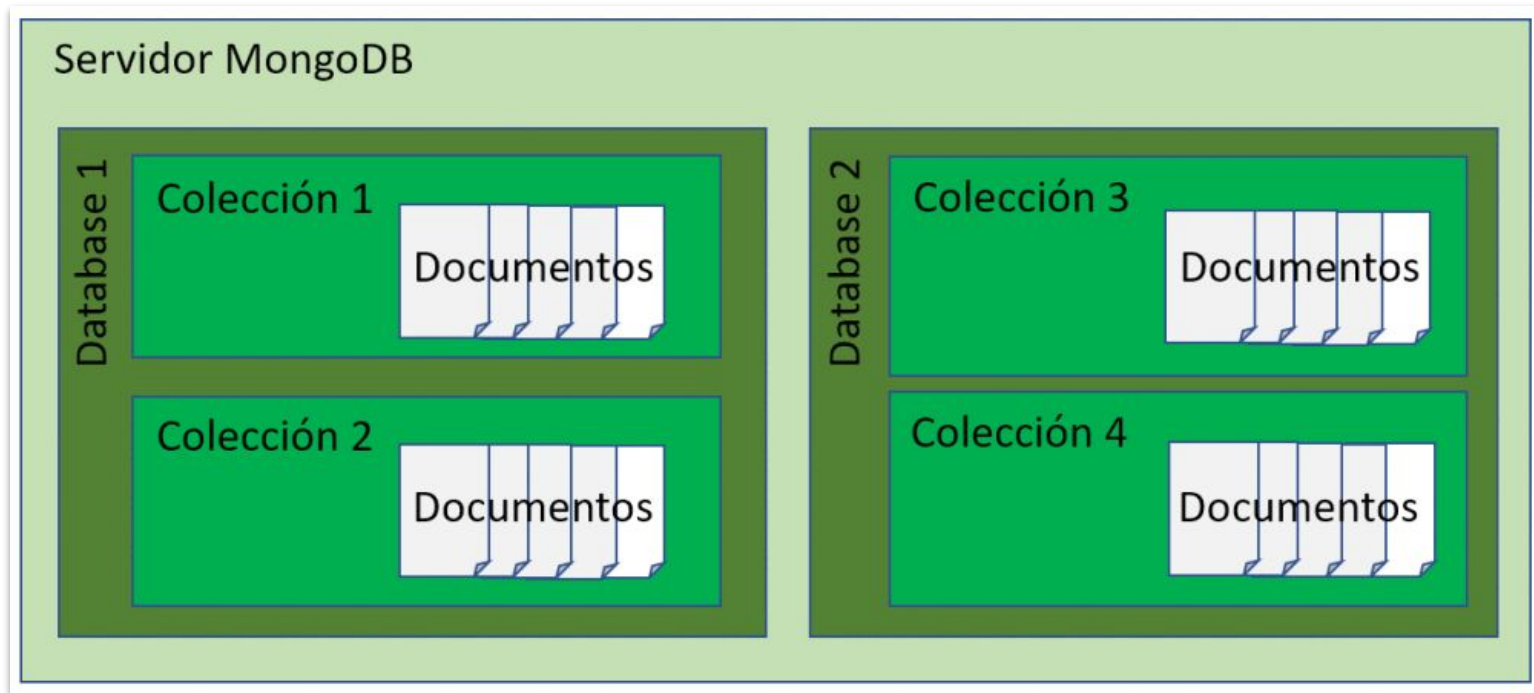 Servidor MongoDB
Database 1
Colección 1
Documentos
Colección 2
Documentos
Database 2
Colección 3
Documentos
Colección 4
Documentos